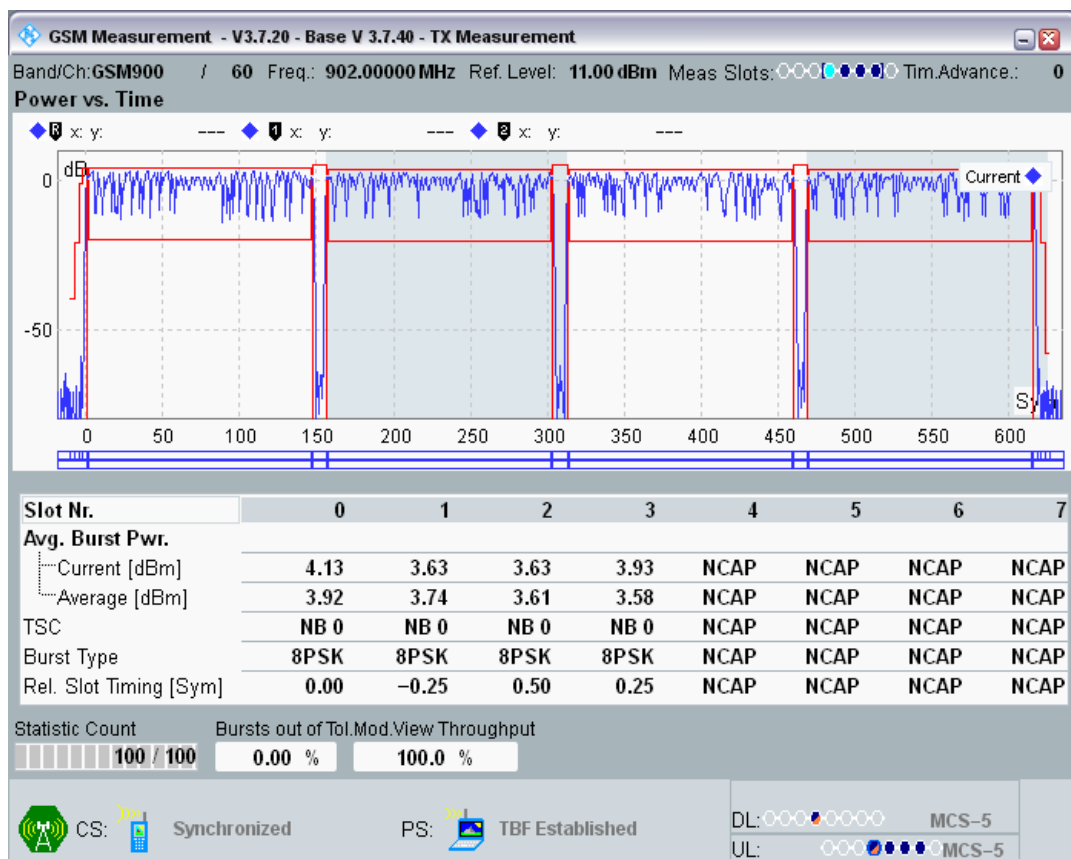 GSM Measurement - V3.7.20 - Base V 3.7.40 - TX Measurement
Band/Ch:GSM900 / 60 Freq.: 902.00000 MHz Ref. Level: 11.00 dBm Meas Slots: Tim.Advance.: 0
Power vs. Time
R x: y: --- 1 x: y: --- 2 x: y: ---
dB
Current
0
-50
0 50 100 150 200 250 300 350 400 450 500 550 600
Slot Nr. 0 1 2 3 4 5 6 7
Avg. Burst Pwr.
Current [dBm] 4.13 3.63 3.63 3.93 NCAP NCAP NCAP NCAP
Average [dBm] 3.92 3.74 3.61 3.58 NCAP NCAP NCAP NCAP
TSC NB 0 NB 0 NB 0 NB 0 NCAP NCAP NCAP NCAP
Burst Type 8PSK 8PSK 8PSK 8PSK NCAP NCAP NCAP NCAP
Rel. Slot Timing [Sym] 0.00 −0.25 0.50 0.25 NCAP NCAP NCAP NCAP
Statistic Count Bursts out of Tol.Mod.View Throughput
100 / 100 0.00 % 100.0 %
CS: Synchronized PS: TBF Established DL: MCS−5
UL: MCS−5